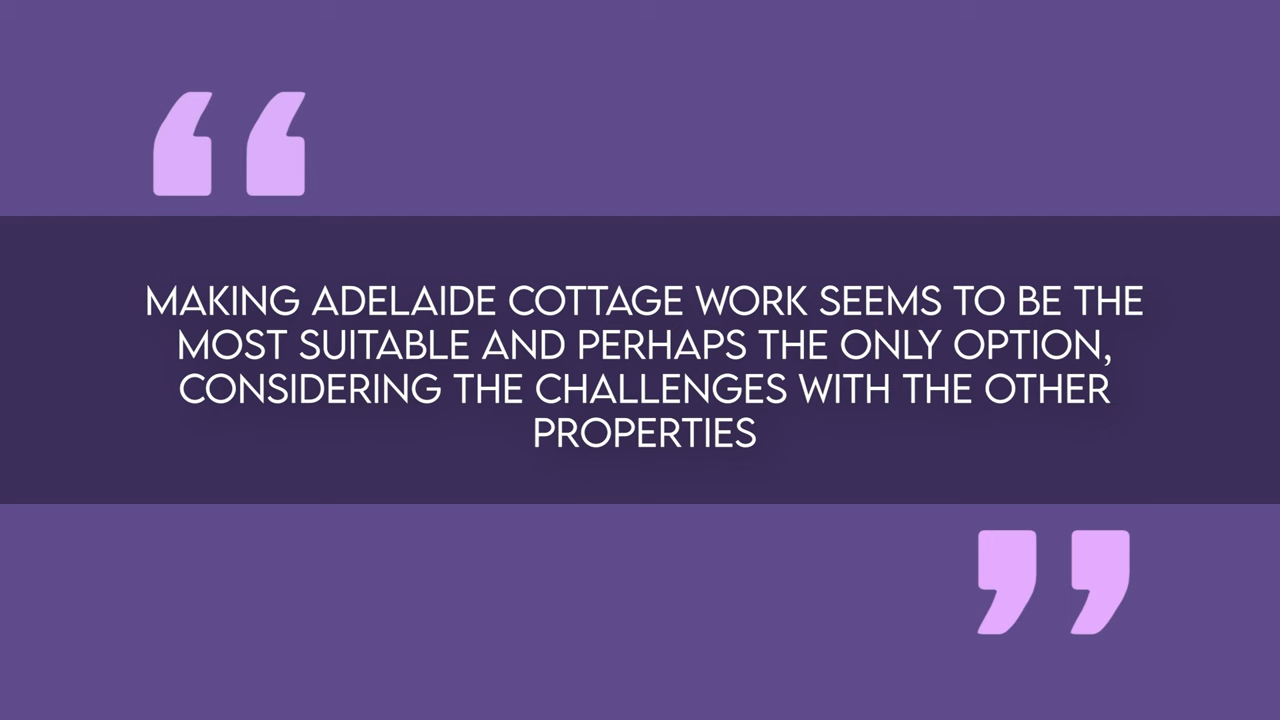 “
MAKING ADELAIDE COTTAGE WORK SEEMS TO BE THE
MOST SUITABLE AND PERHAPS THE ONLY OPTION,
CONSIDERING THE CHALLENGES WITH THE OTHER
PROPERTIES
”